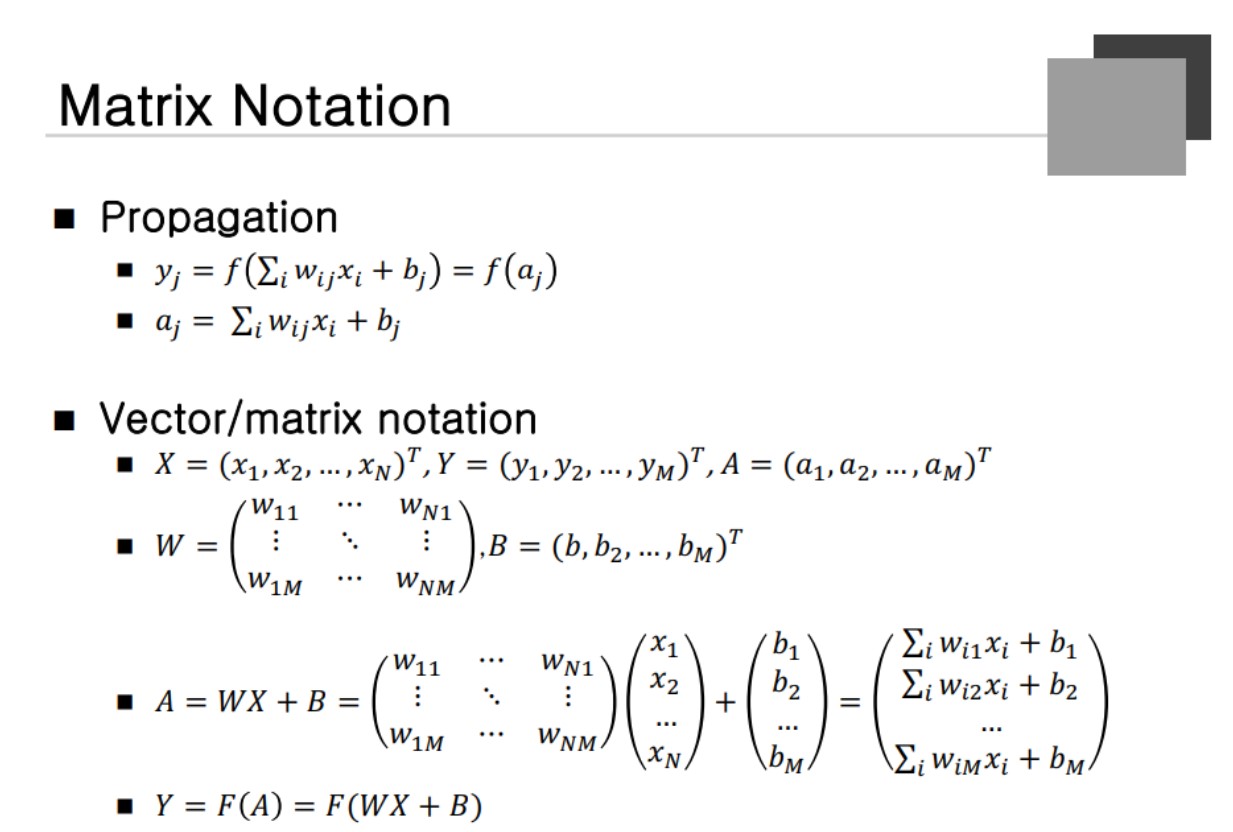 Matrix Notation
■ Propagation
■ $y_j = f(\sum_i w_{ij} x_i + b_j) = f(a_j)$
■ $a_j = \sum_i w_{ij} x_i + b_j$
■ Vector/matrix notation
■ $X = (x_1, x_2, \ldots, x_N)^T, Y = (y_1, y_2, \ldots, y_M)^T, A = (a_1, a_2, \ldots, a_M)^T$
■ $W = \begin{pmatrix} w_{11} & \cdots & w_{N1} \\ \vdots & \ddots & \vdots \\ w_{1M} & \cdots & w_{NM} \end{pmatrix}, B = (b, b_2, \ldots, b_M)^T$
■ $A = WX + B = \begin{pmatrix} w_{11} & \cdots & w_{N1} \\ \vdots & \ddots & \vdots \\ w_{1M} & \cdots & w_{NM} \end{pmatrix} \begin{pmatrix} x_1 \\ x_2 \\ \ldots \\ x_N \end{pmatrix} + \begin{pmatrix} b_1 \\ b_2 \\ \ldots \\ b_M \end{pmatrix} = \begin{pmatrix} \sum_i w_{i1} x_i + b_1 \\ \sum_i w_{i2} x_i + b_2 \\ \ldots \\ \sum_i w_{iM} x_i + b_M \end{pmatrix}$
■ $Y = F(A) = F(WX + B)$